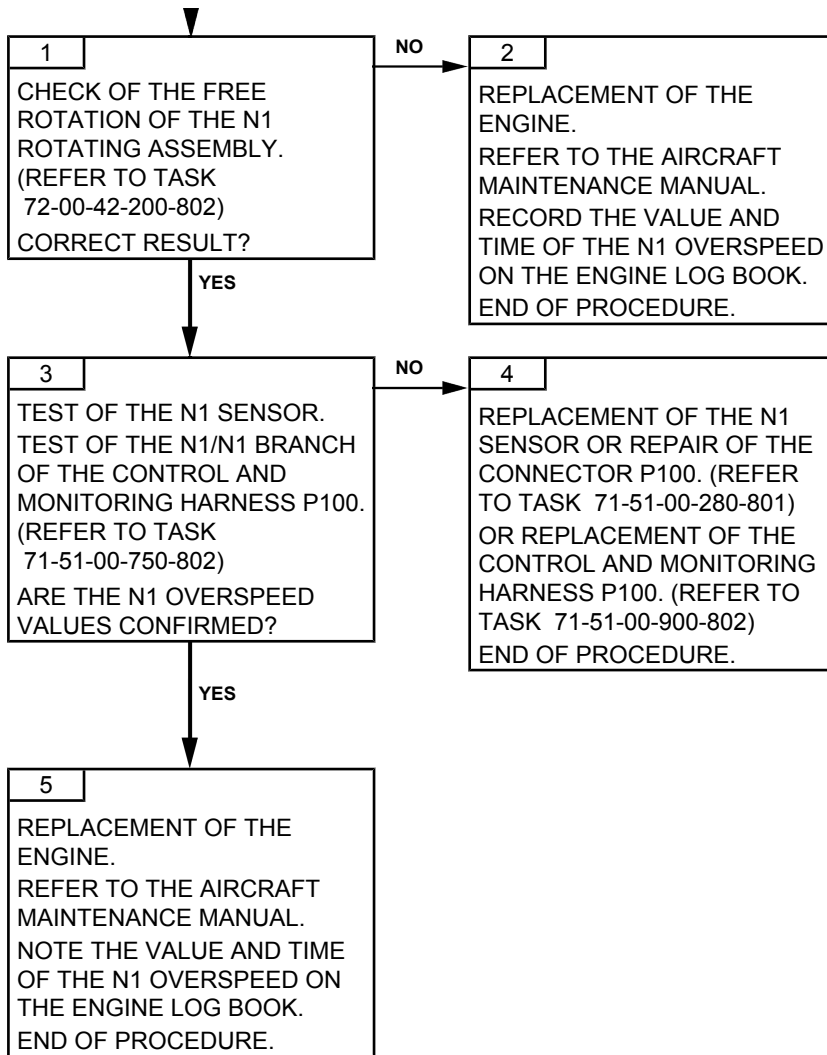 1
CHECK OF THE FREE
ROTATION OF THE N1
ROTATING ASSEMBLY.
(REFER TO TASK
72-00-42-200-802)
CORRECT RESULT?
NO
2
REPLACEMENT OF THE
ENGINE.
REFER TO THE AIRCRAFT
MAINTENANCE MANUAL.
RECORD THE VALUE AND
TIME OF THE N1 OVERSPEED
ON THE ENGINE LOG BOOK.
END OF PROCEDURE.
YES
3
TEST OF THE N1 SENSOR.
TEST OF THE N1/N1 BRANCH
OF THE CONTROL AND
MONITORING HARNESS P100.
(REFER TO TASK
71-51-00-750-802)
ARE THE N1 OVERSPEED
VALUES CONFIRMED?
NO
4
REPLACEMENT OF THE N1
SENSOR OR REPAIR OF THE
CONNECTOR P100. (REFER
TO TASK 71-51-00-280-801)
OR REPLACEMENT OF THE
CONTROL AND MONITORING
HARNESS P100. (REFER TO
TASK 71-51-00-900-802)
END OF PROCEDURE.
YES
5
REPLACEMENT OF THE
ENGINE.
REFER TO THE AIRCRAFT
MAINTENANCE MANUAL.
NOTE THE VALUE AND TIME
OF THE N1 OVERSPEED ON
THE ENGINE LOG BOOK.
END OF PROCEDURE.